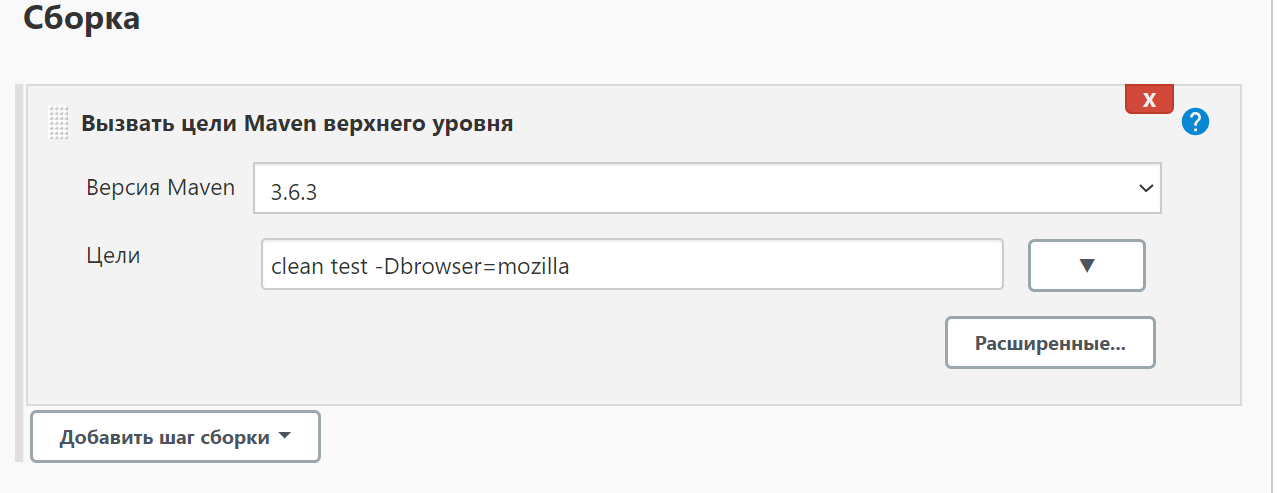 Сборка
X
Вызвать цели Maven верхнего уровня
?
Версия Maven 3.6.3
Цели clean test -Dbrowser=mozilla
Расширенные...
Добавить шаг сборки